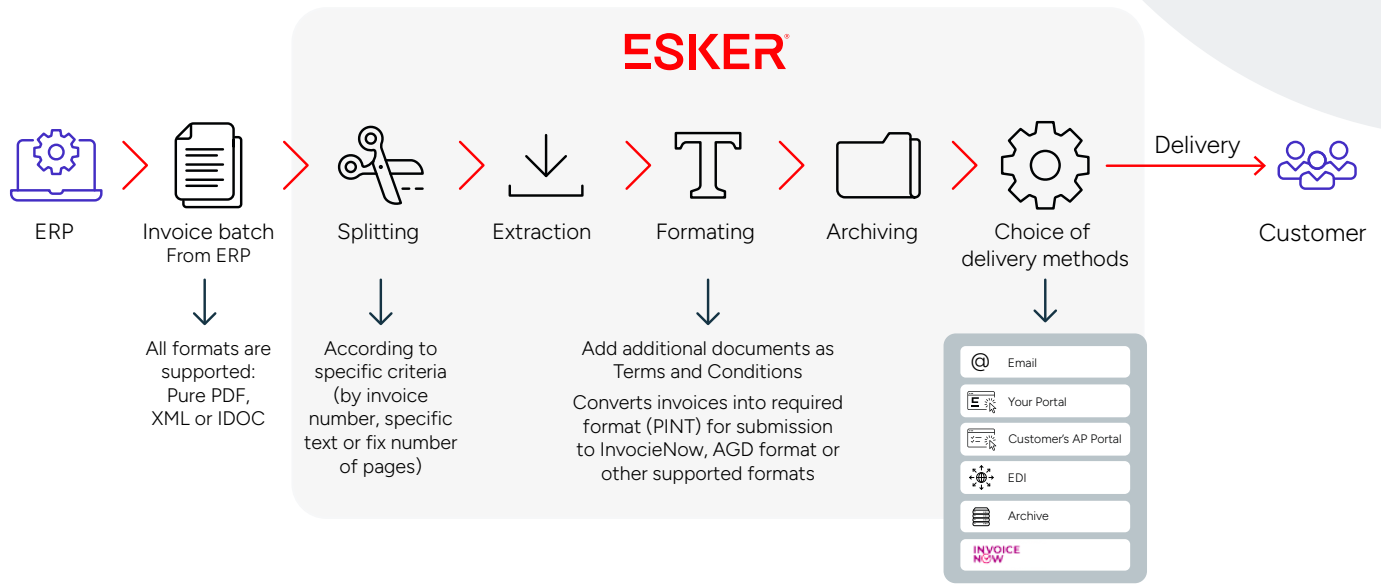 ESKER®
Delivery
ERP
Invoice batch
From ERP
Splitting
Extraction
Formating
Archiving
Choice of
delivery methods
Customer
All formats are
supported:
Pure PDF,
XML or IDOC
According to
specific criteria
(by invoice
number, specific
text or fix number
of pages)
Add additional documents as
Terms and Conditions
Converts invoices into required
format (PINT) for submission
to InvocieNow, AGD format or
other supported formats
@ Email
Your Portal
Customer's AP Portal
EDI
Archive
INVOICE
NOW